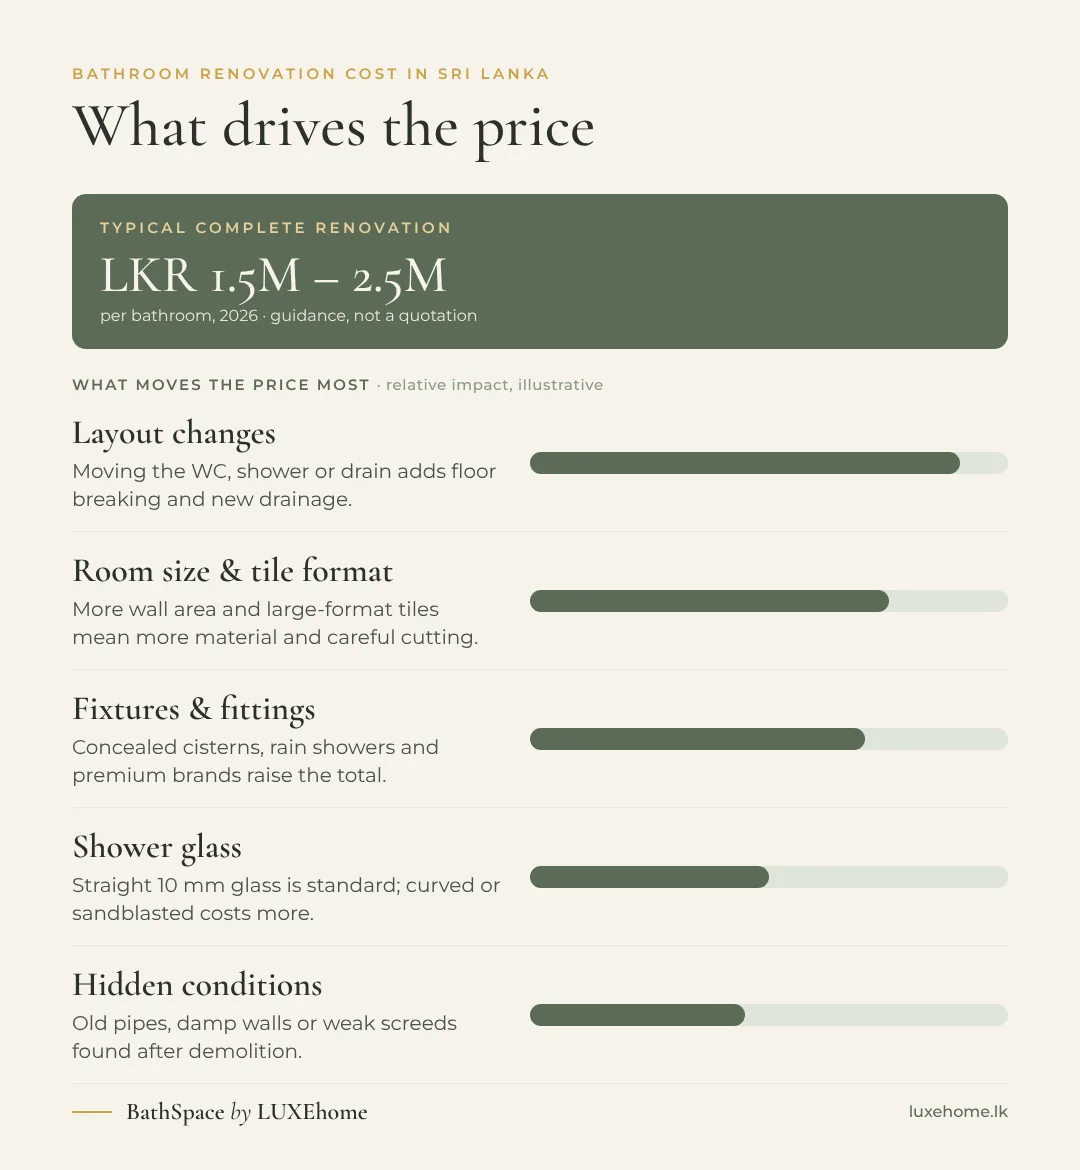 BATHROOM RENOVATION COST IN SRI LANKA
What drives the price
TYPICAL COMPLETE RENOVATION
LKR 1.5M – 2.5M
per bathroom, 2026 · guidance, not a quotation
WHAT MOVES THE PRICE MOST · relative impact, illustrative
Layout changes
Moving the WC, shower or drain adds floor
breaking and new drainage.
Room size & tile format
More wall area and large-format tiles
mean more material and careful cutting.
Fixtures & fittings
Concealed cisterns, rain showers and
premium brands raise the total.
Shower glass
Straight 10 mm glass is standard; curved or
sandblasted costs more.
Hidden conditions
Old pipes, damp walls or weak screeds
found after demolition.
BathSpace by LUXEhome
luxehome.lk